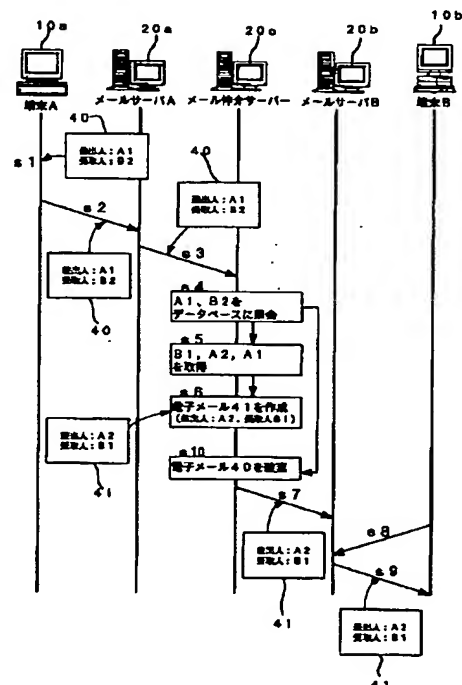 10a
20a
20c
20b
10b
端末A
メールサーバA
メール仲介サーバー
メールサーバB
端末B
40
s1
差出人：A1
受取人：B2
40
差出人：A1
受取人：B2
s2
s3
差出人：A1
受取人：B2
40
s4
A1、B2を
データベースに照会
s5
B1，A2，A1
を取得
s6
電子メール41を作成
(差出人：A2，受取人B1)
差出人：A2
受取人：B1
41
s10
電子メール40を破棄
s7
s8
差出人：A2
受取人：B1
s9
41
差出人：A2
受取人：B1
41